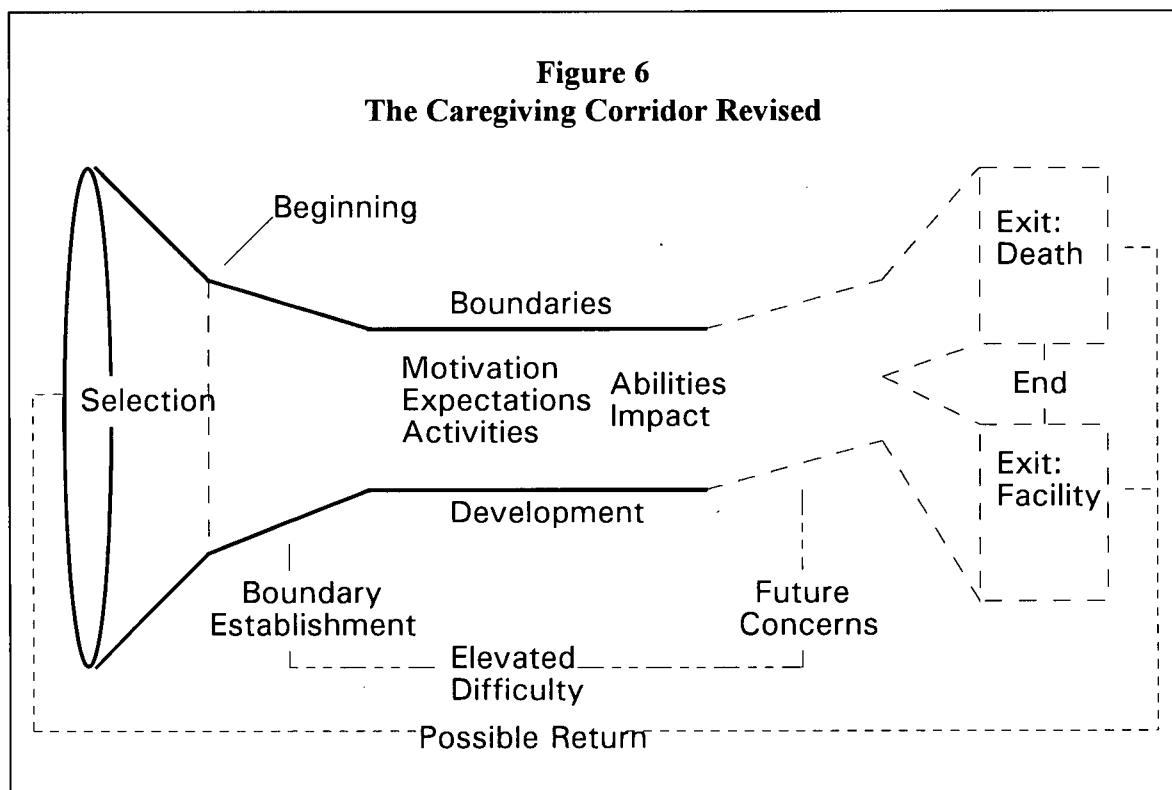 Figure 6
The Caregiving Corridor Revised
Beginning
Exit:
Death
Boundaries
Selection
Motivation
Expectations
Activities
Abilities
Impact
End
Exit:
Facility
Development
Boundary
Establishment
Future
Concerns
Elevated
Difficulty
Possible Return